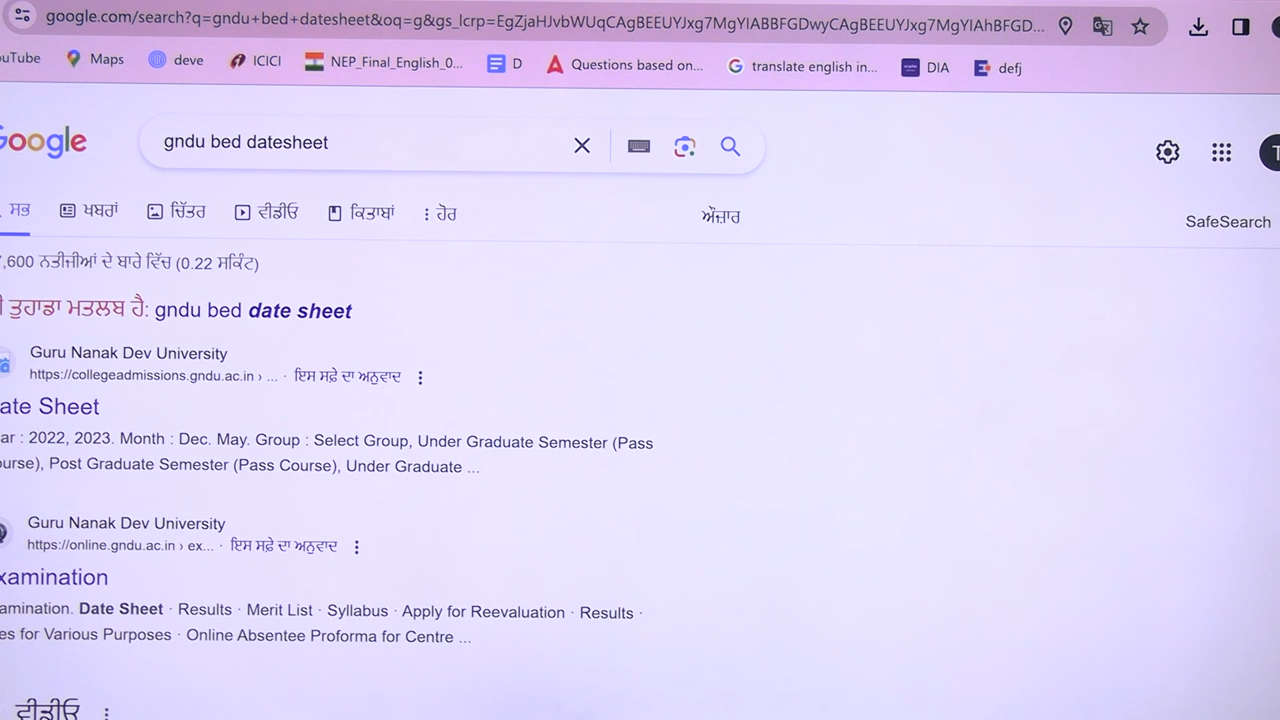 google.com/search?q=gndu+bed+datesheet&oq=g&gs_lcrp=EgZjaHJvbWUqCAgBEEUYJxg7MgYIABBFGDwyCAgBEEUYJxg7MgYIAhBFGD...
uTube Maps deve ICICI NEP_Final_English_0... D Questions based on... translate english in... DIA defj
Google gndu bed datesheet T
ਸਭ ਖਬਰਾਂ ਚਿੱਤਰ ਵੀਡੀਓ ਕਿਤਾਬਾਂ ਹੋਰ ਔਜ਼ਾਰ SafeSearch
,600 ਨਤੀਜੀਆਂ ਦੇ ਬਾਰੇ ਵਿੱਚ (0.22 ਸਕਿੰਟ)
ਤੁਹਾਡਾ ਮਤਲਬ ਹੈ: gndu bed date sheet
Guru Nanak Dev University
https://collegeadmissions.gndu.ac.in › ... · ਇਸ ਸਫ਼ੇ ਦਾ ਅਨੁਵਾਦ
ate Sheet
ar : 2022, 2023. Month : Dec. May. Group : Select Group, Under Graduate Semester (Pass
ourse), Post Graduate Semester (Pass Course), Under Graduate ...
Guru Nanak Dev University
https://online.gndu.ac.in › ex... · ਇਸ ਸਫ਼ੇ ਦਾ ਅਨੁਵਾਦ
xamination
amination. Date Sheet · Results · Merit List · Syllabus · Apply for Reevaluation · Results ·
es for Various Purposes · Online Absentee Proforma for Centre ...
ਵੀਡੀਓ